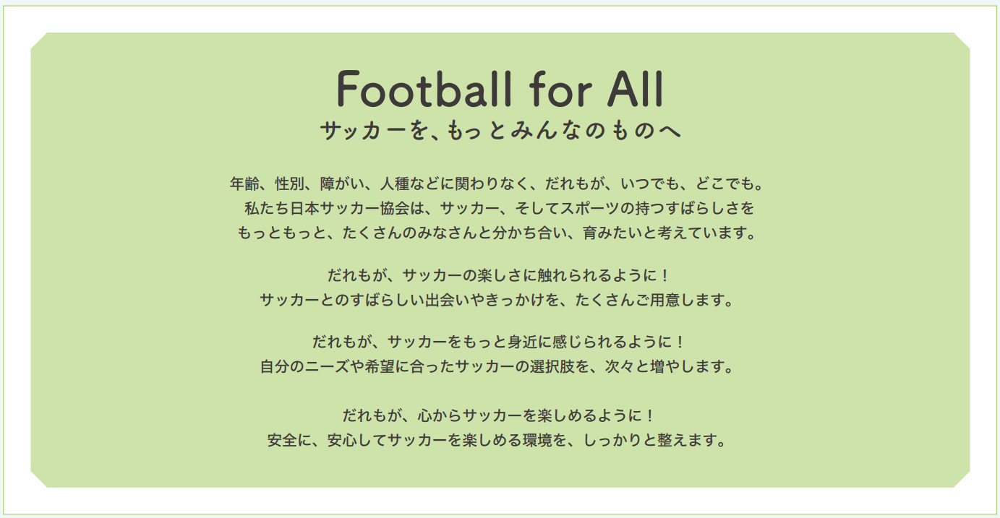 Football for All
サッカーを、もっとみんなのものへ
年齢、性別、障がい、人種などに関わりなく、だれもが、いつでも、どこでも。
私たち日本サッカー協会は、サッカー、そしてスポーツの持つすばらしさを
もっともっと、たくさんのみなさんと分かち合い、育みたいと考えています。
だれもが、サッカーの楽しさに触れられるように！
サッカーとのすばらしい出会いやきっかけを、たくさんご用意します。
だれもが、サッカーをもっと身近に感じられるように！
自分のニーズや希望に合ったサッカーの選択肢を、次々と増やします。
だれもが、心からサッカーを楽しめるように！
安全に、安心してサッカーを楽しめる環境を、しっかりと整えます。